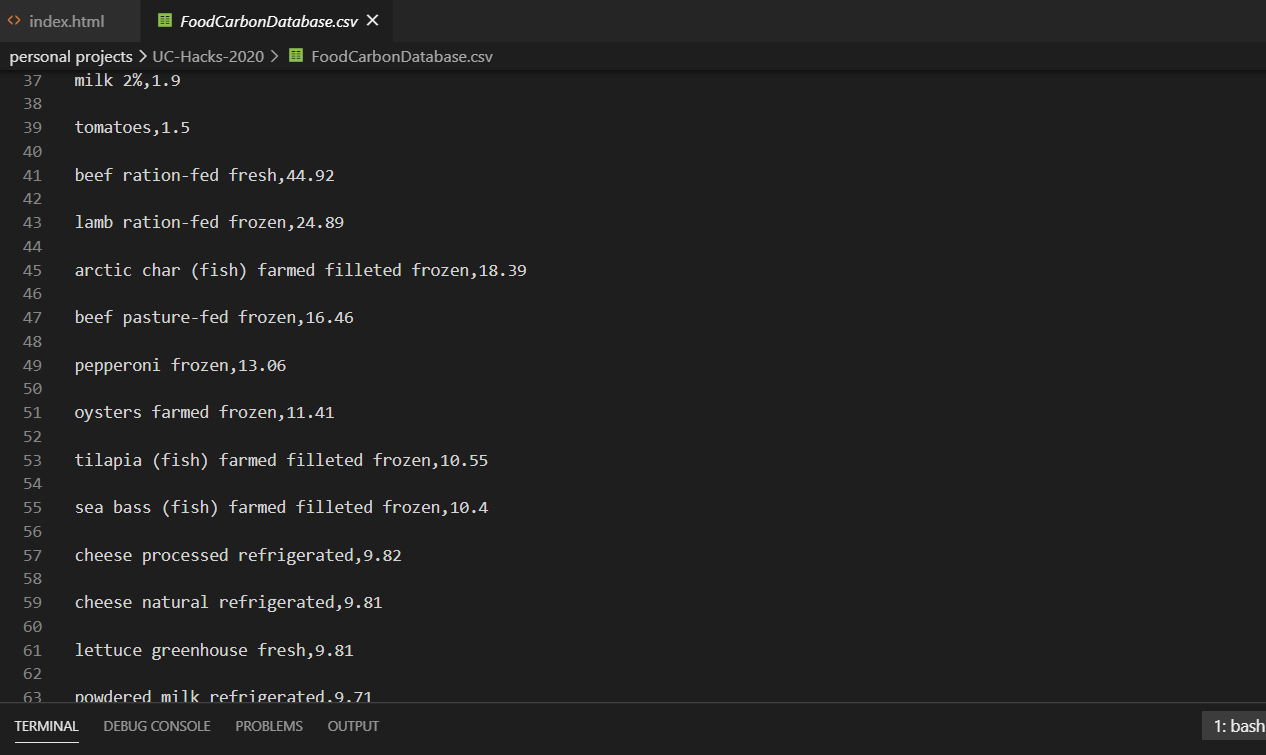 index.html FoodCarbonDatabase.csv
personal projects > UC-Hacks-2020 > FoodCarbonDatabase.csv
37 milk 2%,1.9
38
39 tomatoes,1.5
40
41 beef ration-fed fresh,44.92
42
43 lamb ration-fed frozen,24.89
44
45 arctic char (fish) farmed filleted frozen,18.39
46
47 beef pasture-fed frozen,16.46
48
49 pepperoni frozen,13.06
50
51 oysters farmed frozen,11.41
52
53 tilapia (fish) farmed filleted frozen,10.55
54
55 sea bass (fish) farmed filleted frozen,10.4
56
57 cheese processed refrigerated,9.82
58
59 cheese natural refrigerated,9.81
60
61 lettuce greenhouse fresh,9.81
62
63 powdered milk refrigerated,9.71
TERMINAL DEBUG CONSOLE PROBLEMS OUTPUT 1: bash